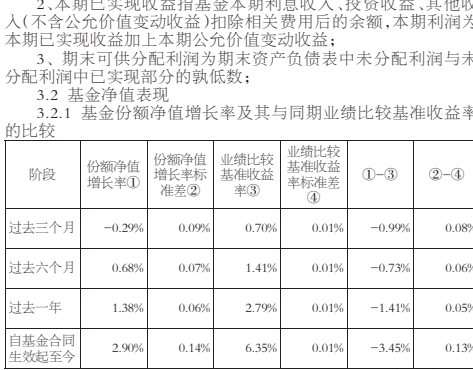 2、本期已实现收益指基金本期利息收入、投资收益、其他收
入(不含公允价值变动收益)扣除相关费用后的余额,本期利润为
本期已实现收益加上本期公允价值变动收益;
3、期末可供分配利润为期末资产负债表中未分配利润与未
分配利润中已实现部分的孰低数;
3.2 基金净值表现
3.2.1 基金份额净值增长率及其与同期业绩比较基准收益率
的比较
阶段 份额净值增长率① 份额净值增长率标准差② 业绩比较基准收益率③ 业绩比较基准收益率标准差④ ①-③ ②-④
过去三个月 -0.29% 0.09% 0.70% 0.01% -0.99% 0.08%
过去六个月 0.68% 0.07% 1.41% 0.01% -0.73% 0.06%
过去一年 1.38% 0.06% 2.79% 0.01% -1.41% 0.05%
自基金合同生效起至今 2.90% 0.14% 6.35% 0.01% -3.45% 0.13%